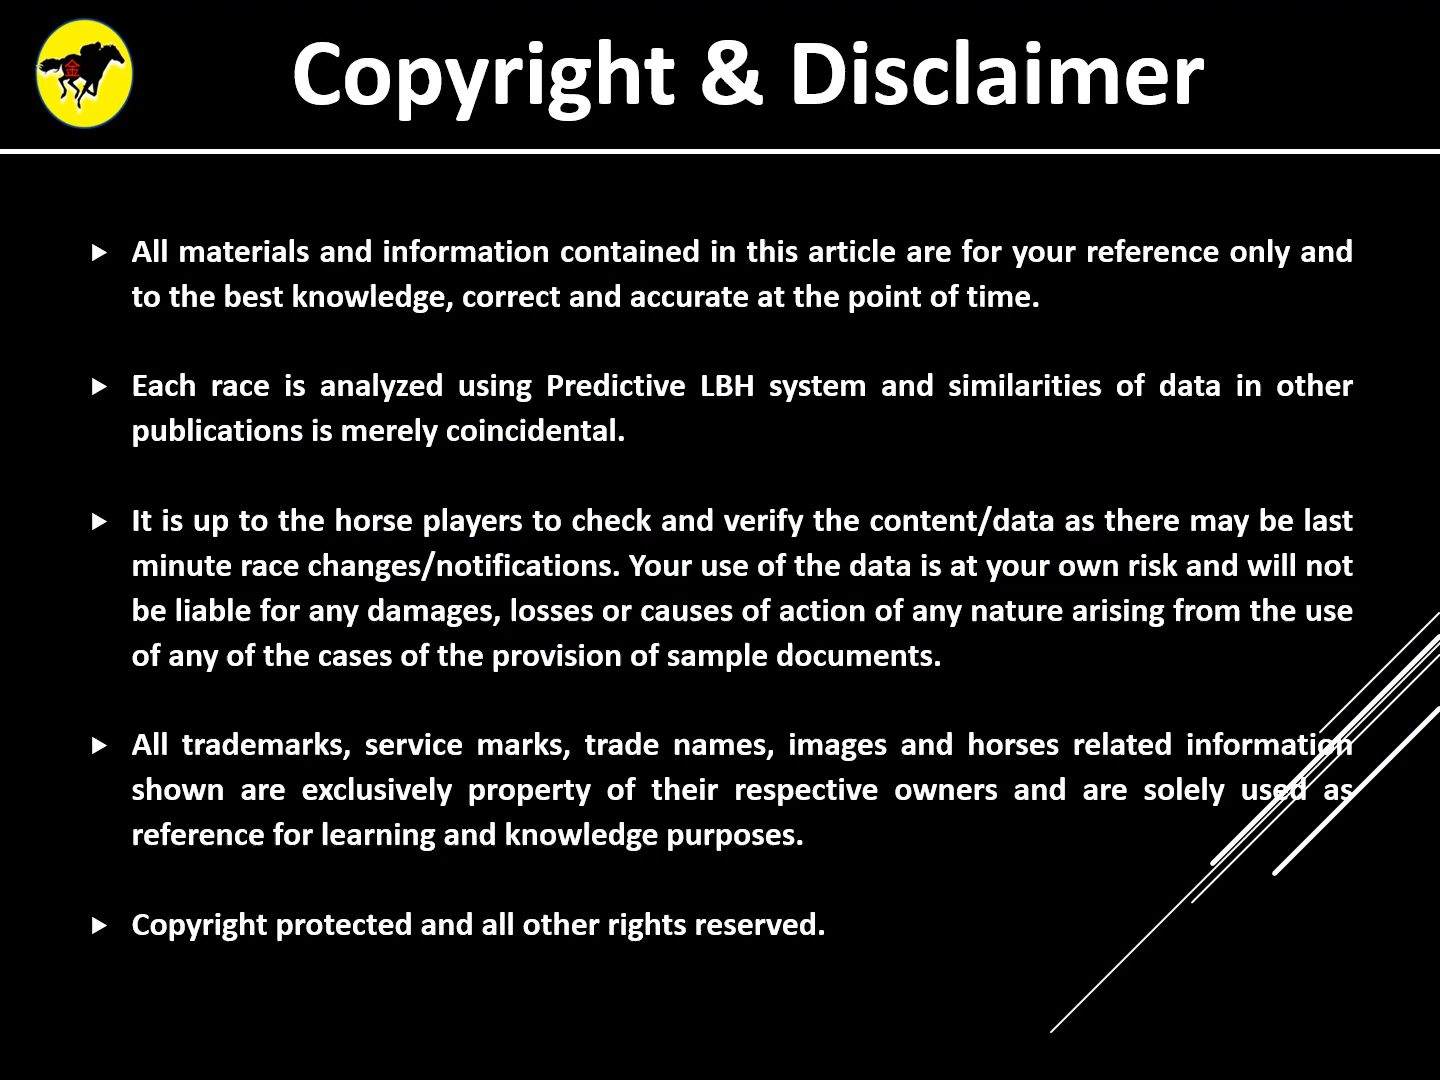 金
Copyright & Disclaimer
All materials and information contained in this article are for your reference only and
to the best knowledge, correct and accurate at the point of time.
Each race is analyzed using Predictive LBH system and similarities of data in other
publications is merely coincidental.
It is up to the horse players to check and verify the content/data as there may be last
minute race changes/notifications. Your use of the data is at your own risk and will not
be liable for any damages, losses or causes of action of any nature arising from the use
of any of the cases of the provision of sample documents.
All trademarks, service marks, trade names, images and horses related information
shown are exclusively property of their respective owners and are solely used as
reference for learning and knowledge purposes.
Copyright protected and all other rights reserved.